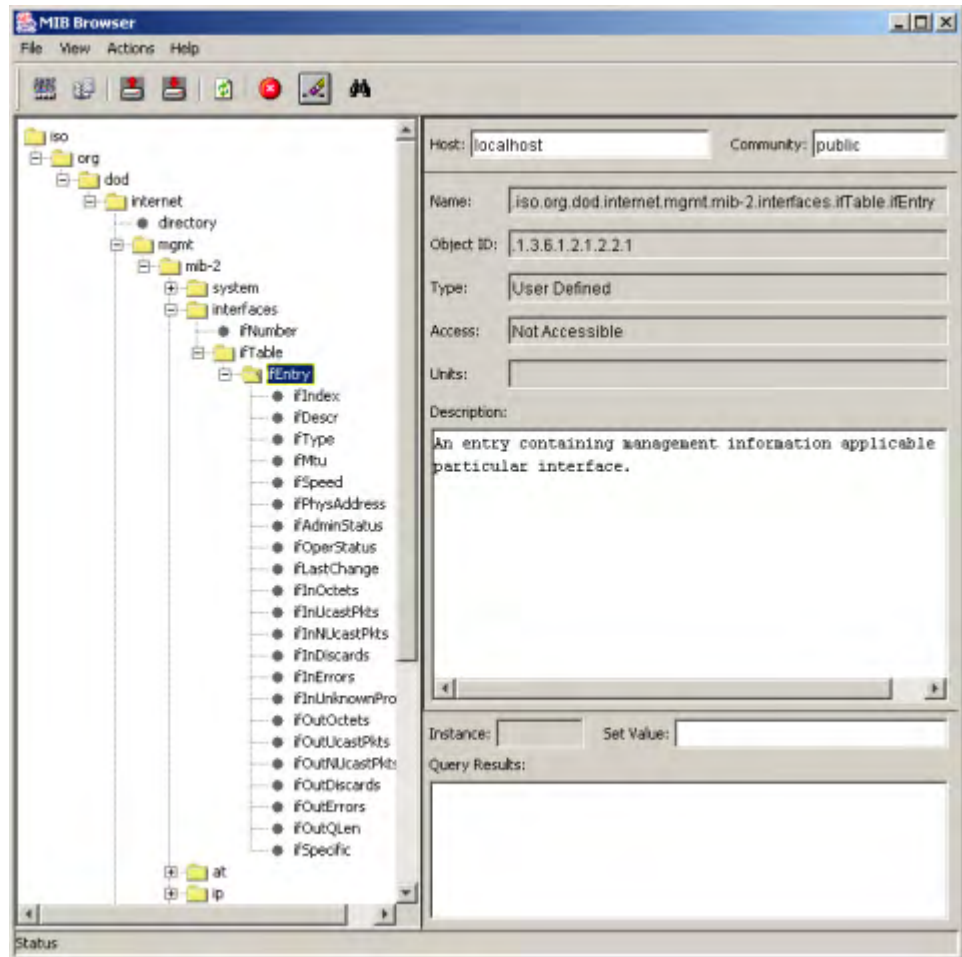 MIB Browser
File View Actions Help
iso
org
dod
internet
directory
mgmt
mib-2
system
interfaces
ifNumber
ifTable
ifEntry
ifIndex
ifDescr
ifType
ifMtu
ifSpeed
ifPhysAddress
ifAdminStatus
ifOperStatus
ifLastChange
ifInOctets
ifInUcastPkts
ifInNUcastPkts
ifInDiscards
ifInErrors
ifInUnknownPro
ifOutOctets
ifOutUcastPkts
ifOutNUcastPkts
ifOutDiscards
ifOutErrors
ifOutQLen
ifSpecific
at
ip
Host: localhost Community: public
Name: .iso.org.dod.internet.mgmt.mib-2.interfaces.ifTable.ifEntry
Object ID: .1.3.6.1.2.1.2.2.1
Type: User Defined
Access: Not Accessible
Units:
Description:
An entry containing management information applicable
particular interface.
Instance: Set Value:
Query Results:
Status